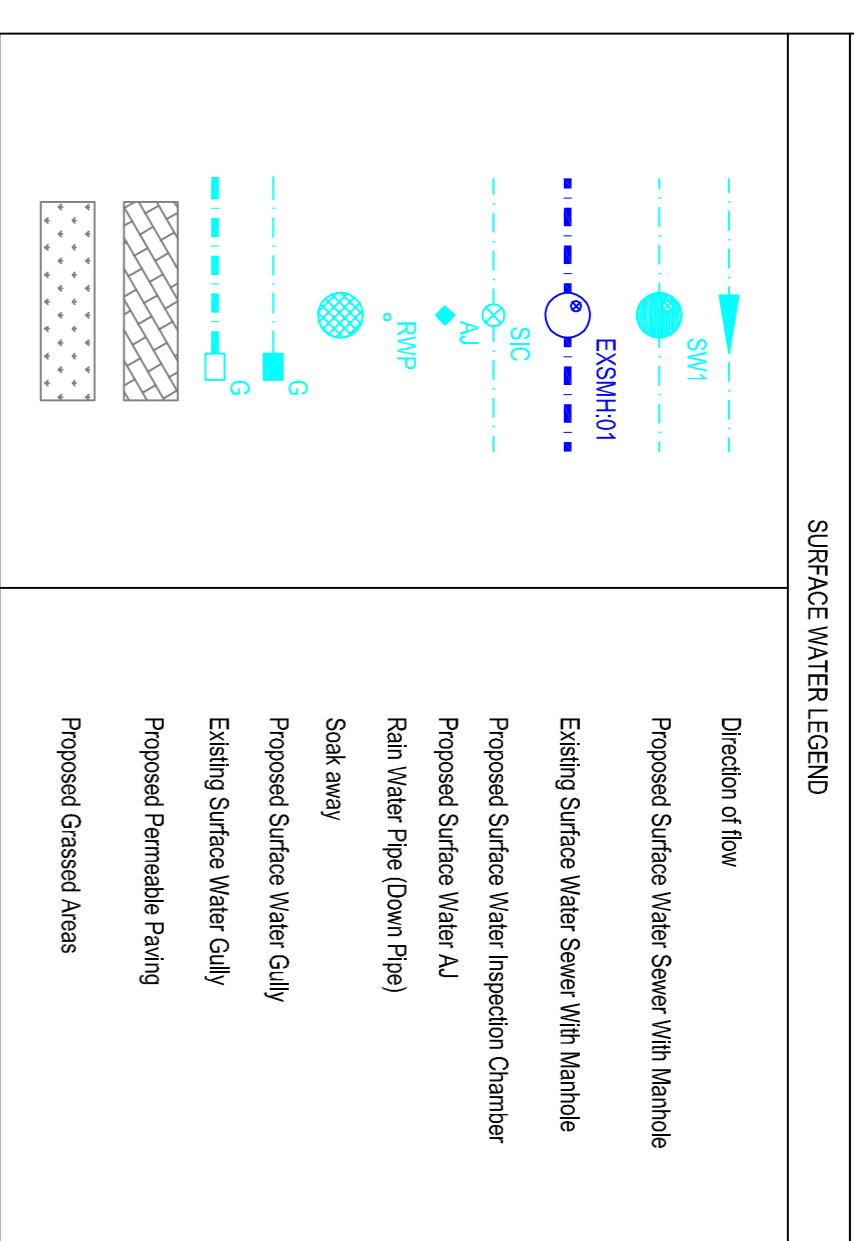 SURFACE WATER LEGEND
Direction of flow
SW1
Proposed Surface Water Sewer With Manhole
EXSMH:01
Existing Surface Water Sewer With Manhole
SIC
Proposed Surface Water Inspection Chamber
AJ
Proposed Surface Water AJ
RWP
Rain Water Pipe (Down Pipe)
Soak away
G
Proposed Surface Water Gully
G
Existing Surface Water Gully
Proposed Permeable Paving
Proposed Grassed Areas